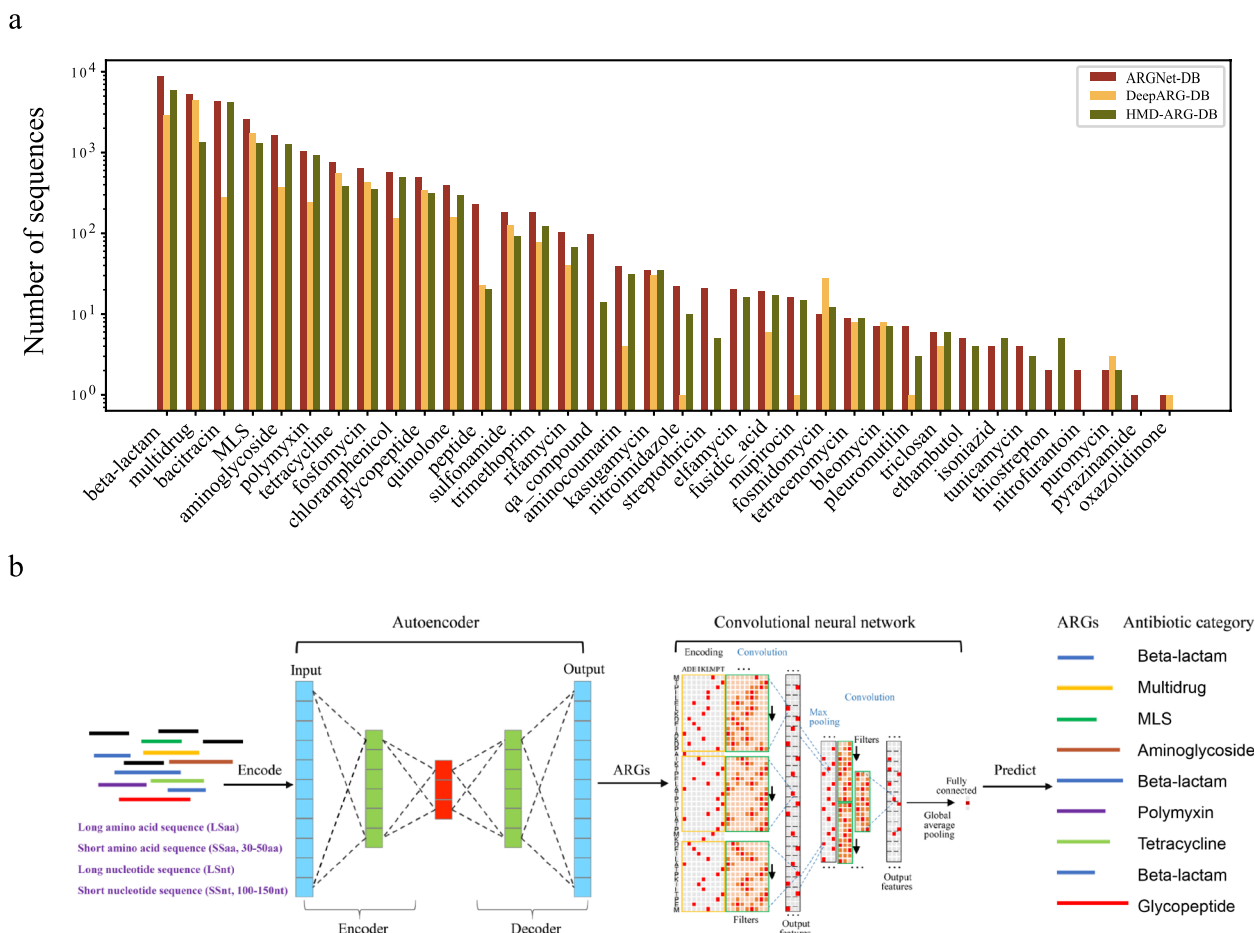 a
Number of sequences
10^4
10^3
10^2
10^1
10^0
ARGNet-DB
DeepARG-DB
HMD-ARG-DB
beta-lactam
multidrug
bacitracin
MLS
aminoglycoside
polymyxin
tetracycline
fosfomycin
chloramphenicol
glycopeptide
quinolone
peptide
sulfonamide
trimethoprim
rifamycin
qa_compound
aminocoumarin
kasugamycin
nitroimidazole
streptothuricin
elfamycin
fusidic_acid
mupirocin
fosmidomycin
tetracenomycin
bleomycin
pleuromutilin
triclosan
ethambutol
isoniazid
tunicamycin
thiostrepton
nitrofurantoin
puromycin
pyrazinamide
oxazolidinone
b
Autoencoder
Input
Output
Encode
Long amino acid sequence (LSaa)
Short amino acid sequence (SSaa, 30-50aa)
Long nucleotide sequence (LSnt)
Short nucleotide sequence (SSnt, 100-150nt)
Encoder
Decoder
ARGs
Convolutional neural network
Encoding
Convolution
ADEIKLMPT
Max
pooling
Convolution
Filters
Filters
Output
features
Global
average
pooling
Fully
connected
Output
features
Predict
ARGs
Antibiotic category
Beta-lactam
Multidrug
MLS
Aminoglycoside
Beta-lactam
Polymyxin
Tetracycline
Beta-lactam
Glycopeptide